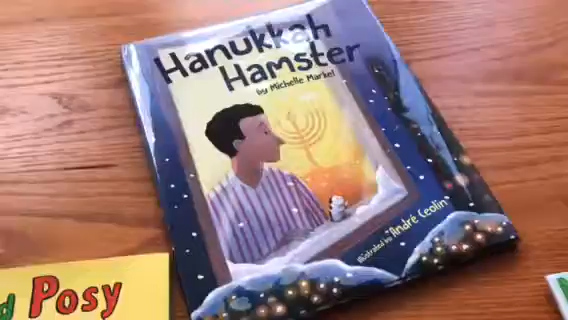 Hanukkah
Hamster
by Michelle Markel
Illustrated by André Ceolin
d Posy